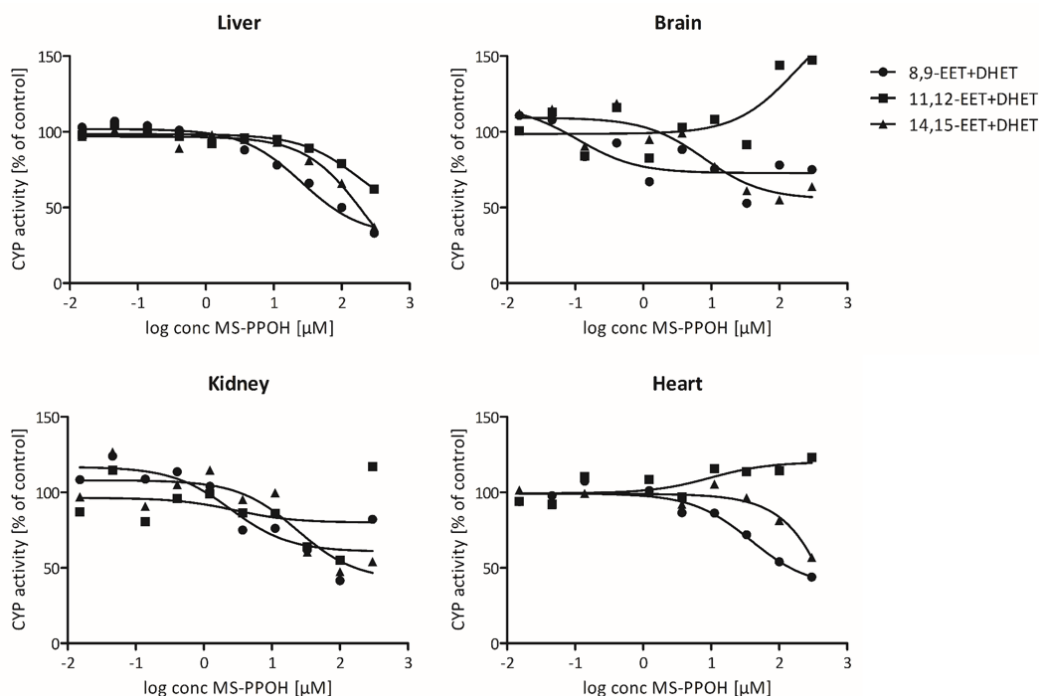 Liver
150
100
50
0
CYP activity [% of control]
-2 -1 0 1 2 3
log conc MS-PPOH [µM]
Brain
150
100
50
0
CYP activity [% of control]
-2 -1 0 1 2 3
log conc MS-PPOH [µM]
8,9-EET+DHET
11,12-EET+DHET
14,15-EET+DHET
Kidney
150
100
50
0
CYP activity [% of control]
-2 -1 0 1 2 3
log conc MS-PPOH [µM]
Heart
150
100
50
0
CYP activity [% of control]
-2 -1 0 1 2 3
log conc MS-PPOH [µM]